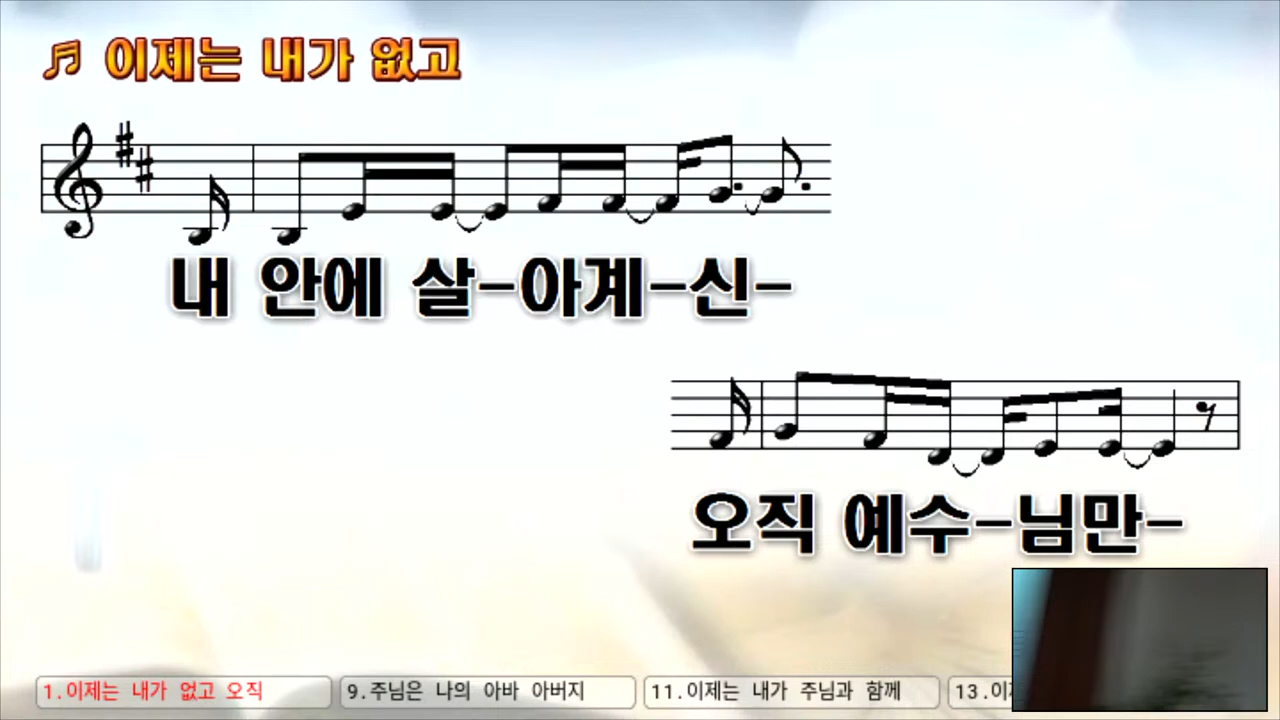 이제는 내가 없고
내 안에 살-아계-신-
오직 예수-님만-
1.이제는 내가 없고 오직
9.주님은 나의 아바 아버지
11.이제는 내가 주님과 함께
13.